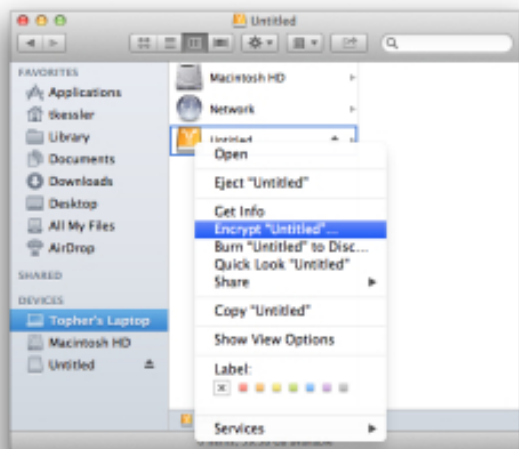 Untitled
FAVORITES
Applications
tkessler
Library
Documents
Downloads
Desktop
All My Files
AirDrop
SHARED
DEVICES
Topher's Laptop
Macintosh HD
Untitled
Macintosh HD
Network
Untitled
Open
Eject "Untitled"
Get Info
Encrypt "Untitled"...
Burn "Untitled" to Disc...
Quick Look "Untitled"
Share
Copy "Untitled"
Show View Options
Label:
Services